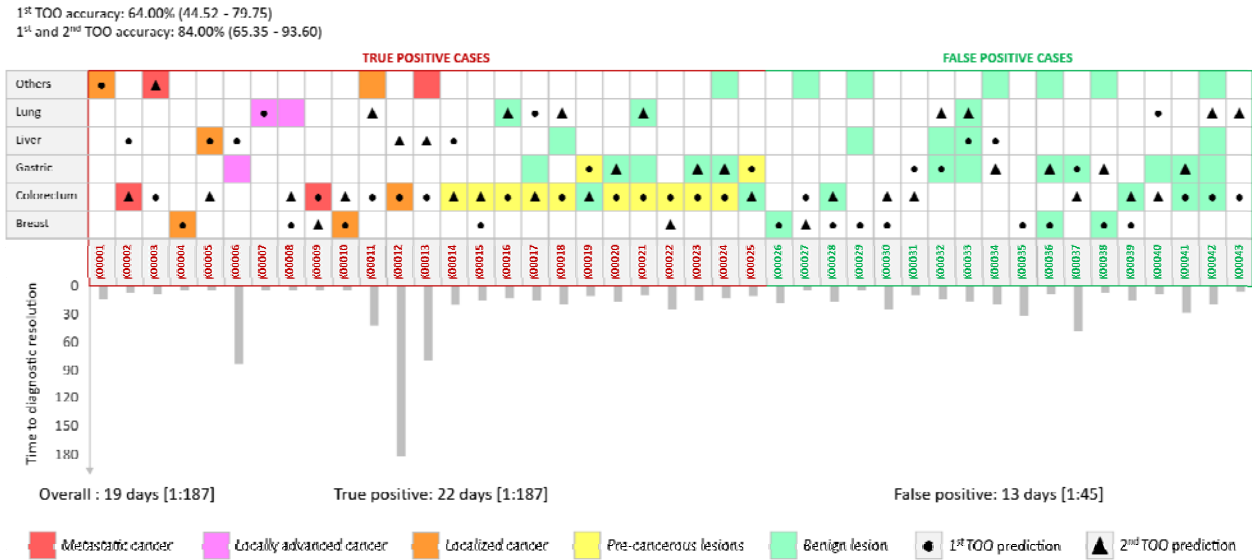 1st TOO accuracy: 64.00% (44.52 - 79.75)
1st and 2nd TOO accuracy: 84.00% (65.35 - 93.60)
TRUE POSITIVE CASES
FALSE POSITIVE CASES
Others
Lung
Liver
Gastric
Colorectum
Breast
K00001 K00002 K00003 K00004 K00005 K00006 K00007 K00008 K00009 K00010 K00011 K00012 K00013 K00014 K00015 K00016 K00017 K00018 K00019 K00020 K00021 K00022 K00023 K00024 K00025 K00026 K00027 K00028 K00029 K00030 K00031 K00032 K00033 K00034 K00035 K00036 K00037 K00038 K00039 K00040 K00041 K00042 K00043
Time to diagnostic resolution
0
30
60
90
120
150
180
Overall : 19 days [1:187]
True positive: 22 days [1:187]
False positive: 13 days [1:45]
Metastatic cancer
Locally advanced cancer
Localized cancer
Pre-cancerous lesions
Benign lesion
1st TOO prediction
2nd TOO prediction